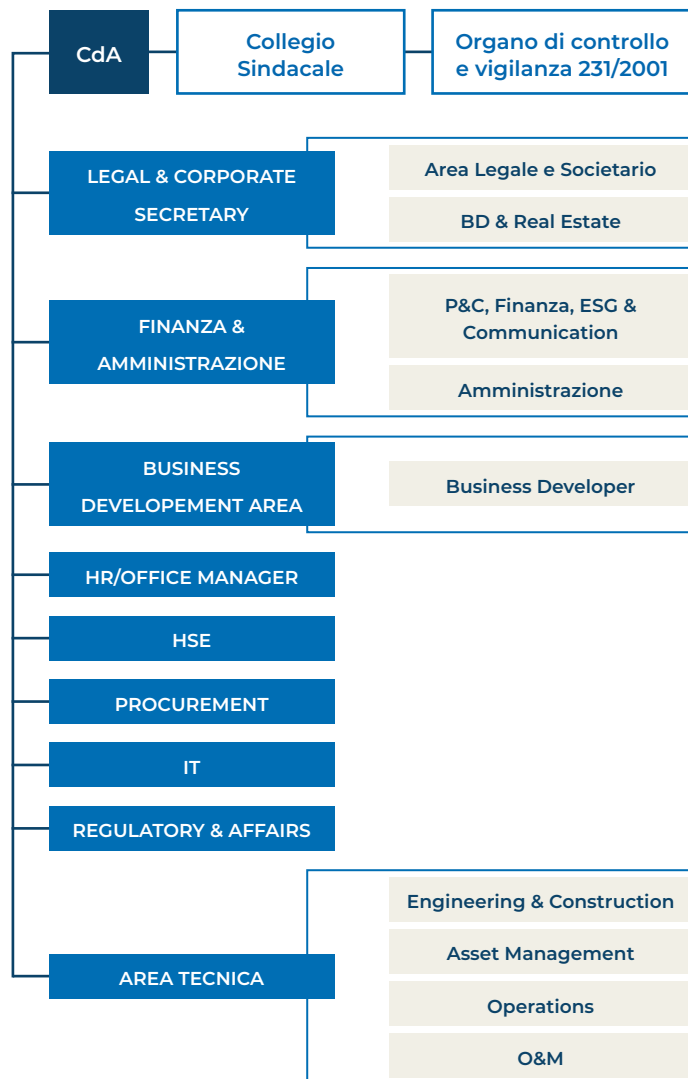 CdA
Collegio
Sindacale
Organo di controllo
e vigilanza 231/2001
LEGAL & CORPORATE
SECRETARY
Area Legale e Societario
BD & Real Estate
FINANZA &
AMMINISTRAZIONE
P&C, Finanza, ESG &
Communication
Amministrazione
BUSINESS
DEVELOPEMENT AREA
Business Developer
HR/OFFICE MANAGER
HSE
PROCUREMENT
IT
REGULATORY & AFFAIRS
AREA TECNICA
Engineering & Construction
Asset Management
Operations
O&M